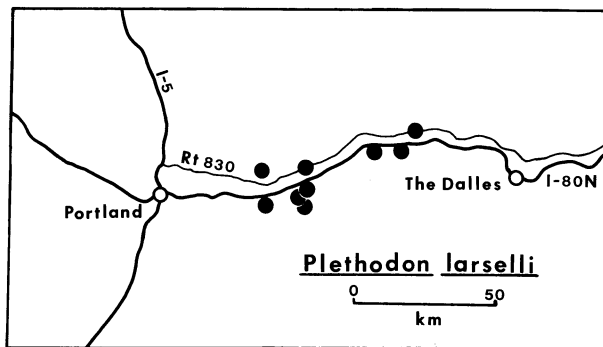 I-5
Rt 830
The Dalles
I-80N
Portland
Plethodon larselli
0 50
km